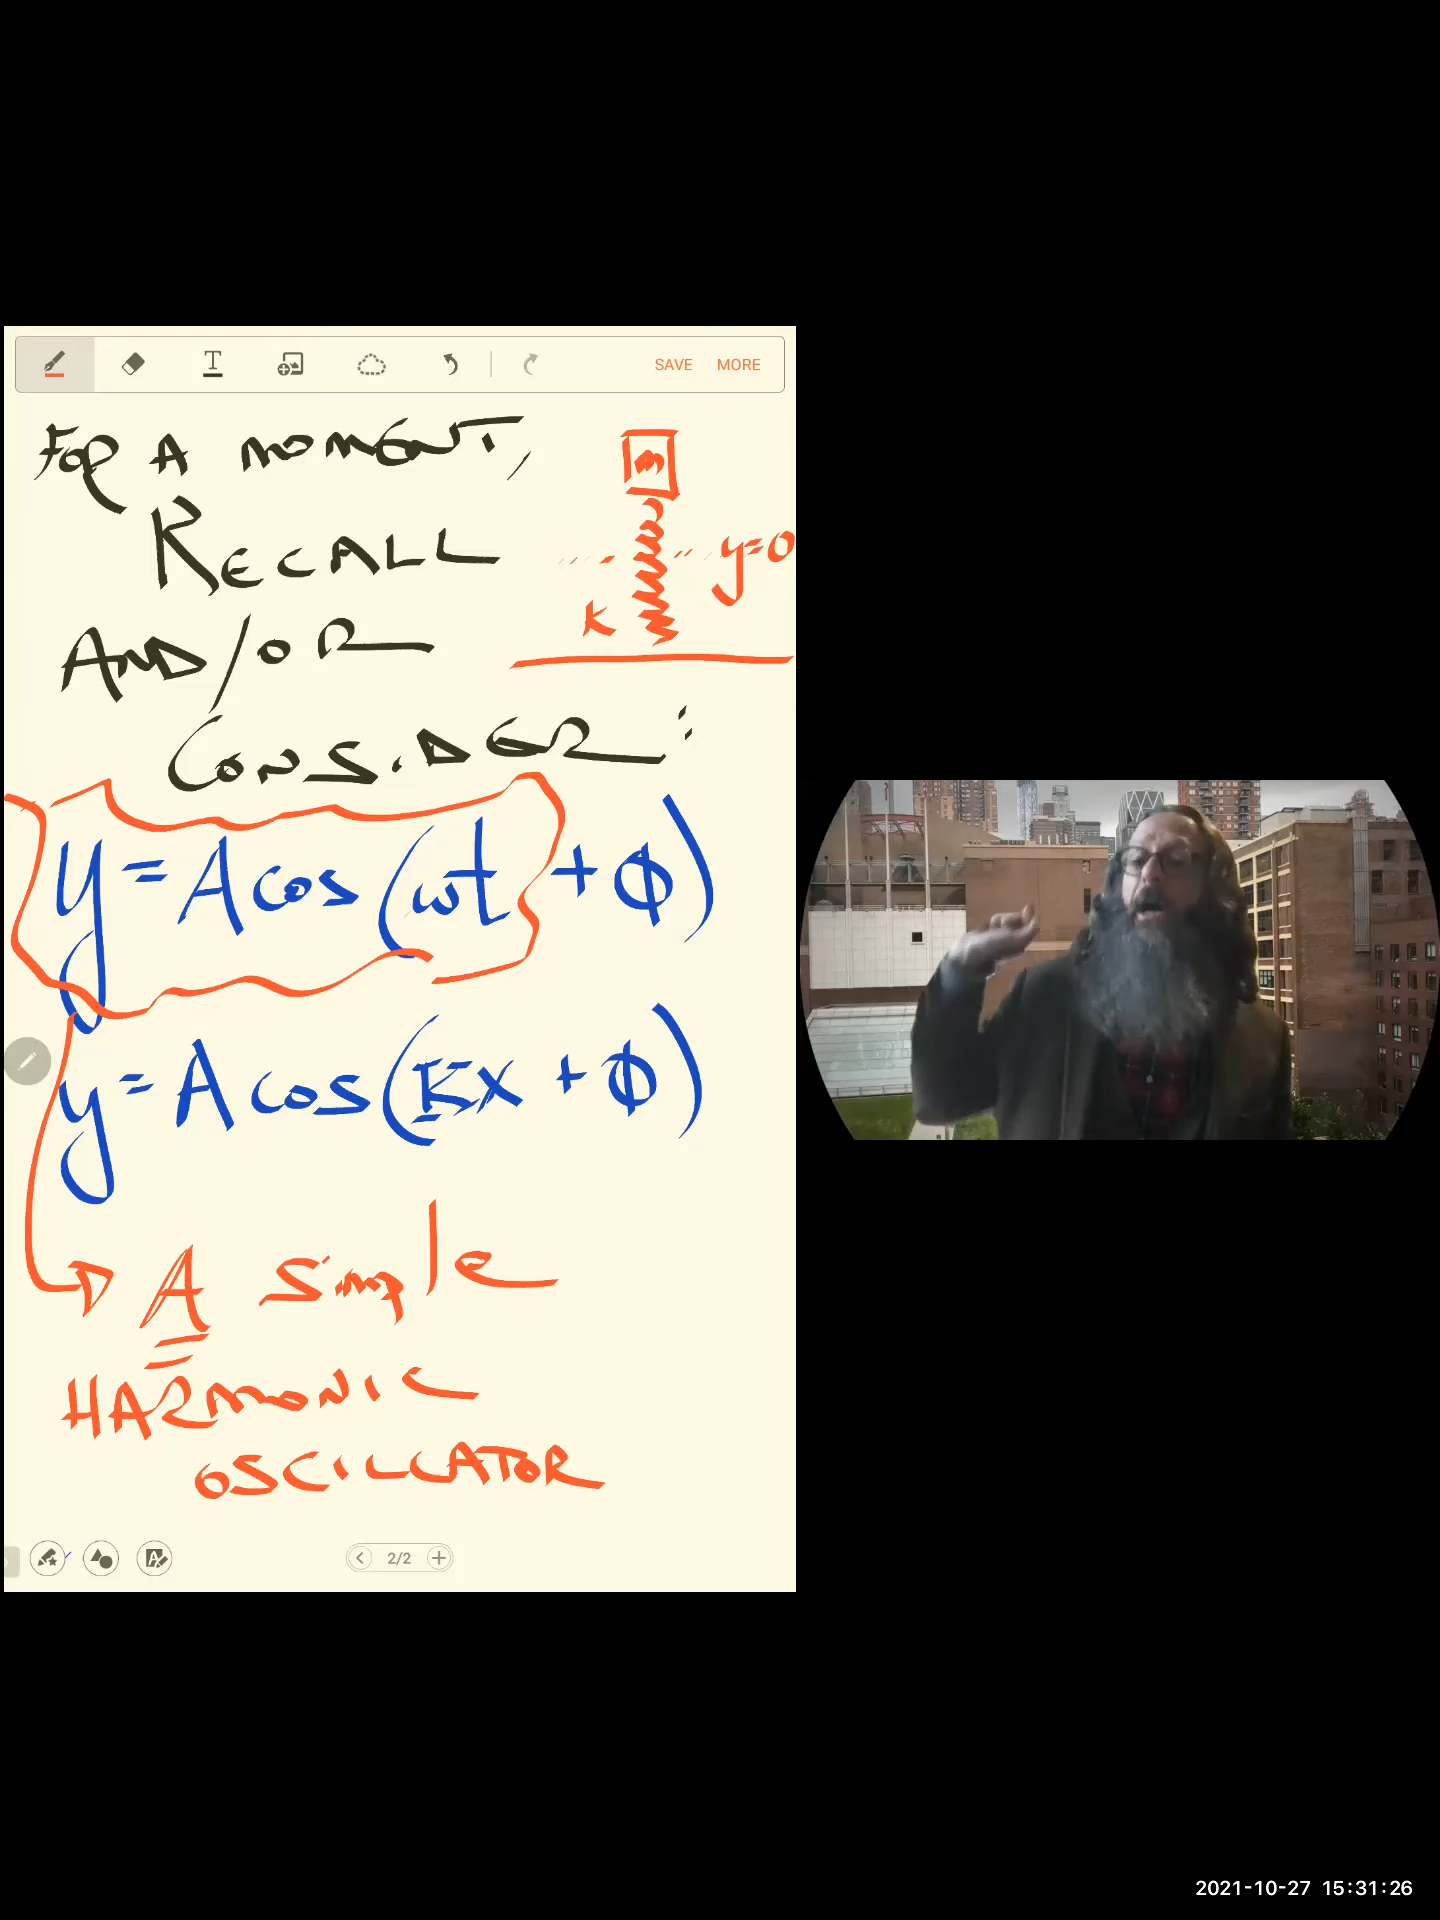 SAVE MORE
FOR A MOMENT,
RECALL
AND/OR
CONSIDER:
m
y=0
k
y=Acos(ωt+Φ)
y=Acos(kx+Φ)
A simple
HARMONIC
OSCILLATOR
2/2
2021-10-27 15:31:26